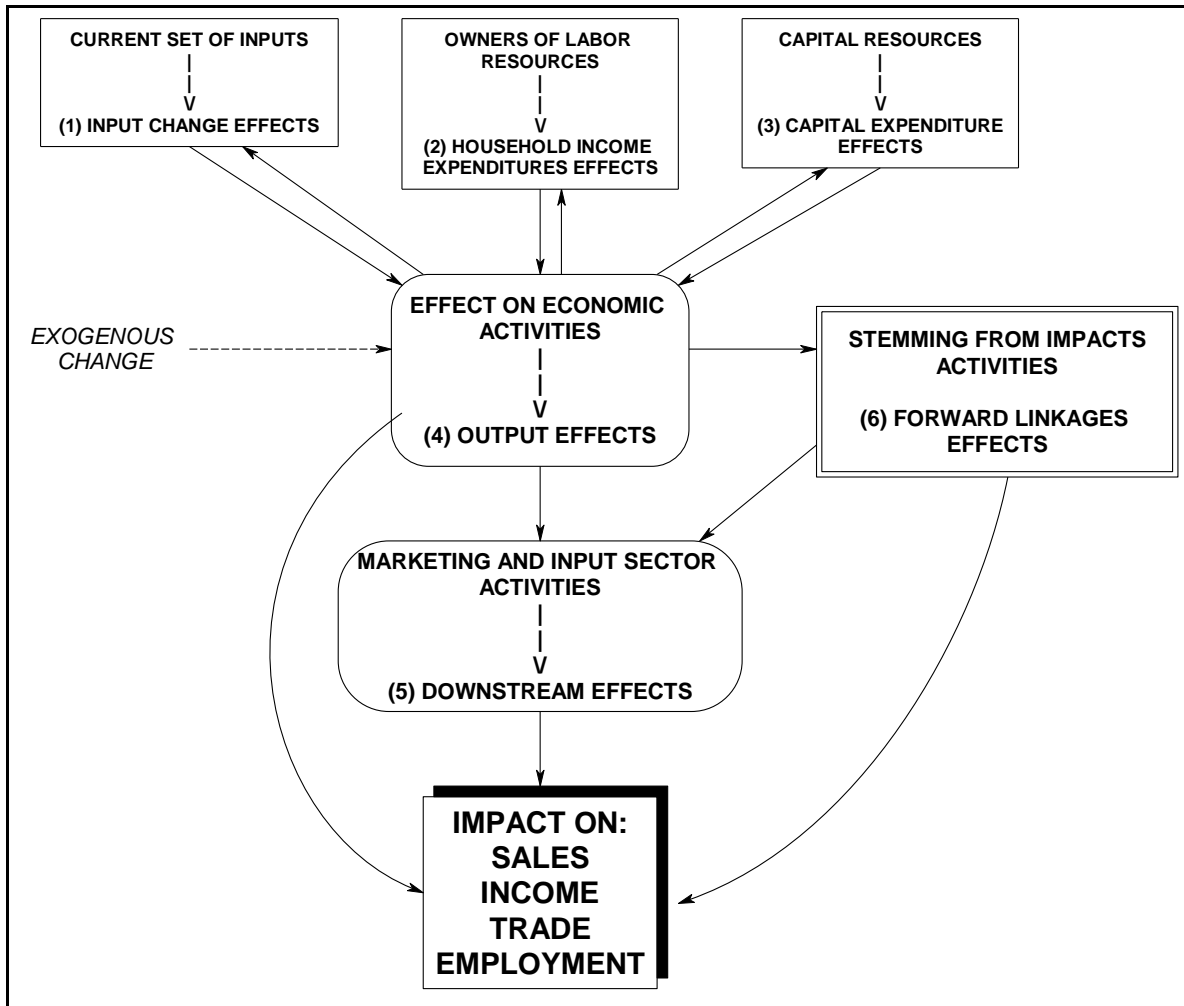 CURRENT SET OF INPUTS
(1) INPUT CHANGE EFFECTS
OWNERS OF LABOR
RESOURCES
(2) HOUSEHOLD INCOME
EXPENDITURES EFFECTS
CAPITAL RESOURCES
(3) CAPITAL EXPENDITURE
EFFECTS
EXOGENOUS
CHANGE
EFFECT ON ECONOMIC
ACTIVITIES
(4) OUTPUT EFFECTS
STEMMING FROM IMPACTS
ACTIVITIES
(6) FORWARD LINKAGES
EFFECTS
MARKETING AND INPUT SECTOR
ACTIVITIES
(5) DOWNSTREAM EFFECTS
IMPACT ON:
SALES
INCOME
TRADE
EMPLOYMENT